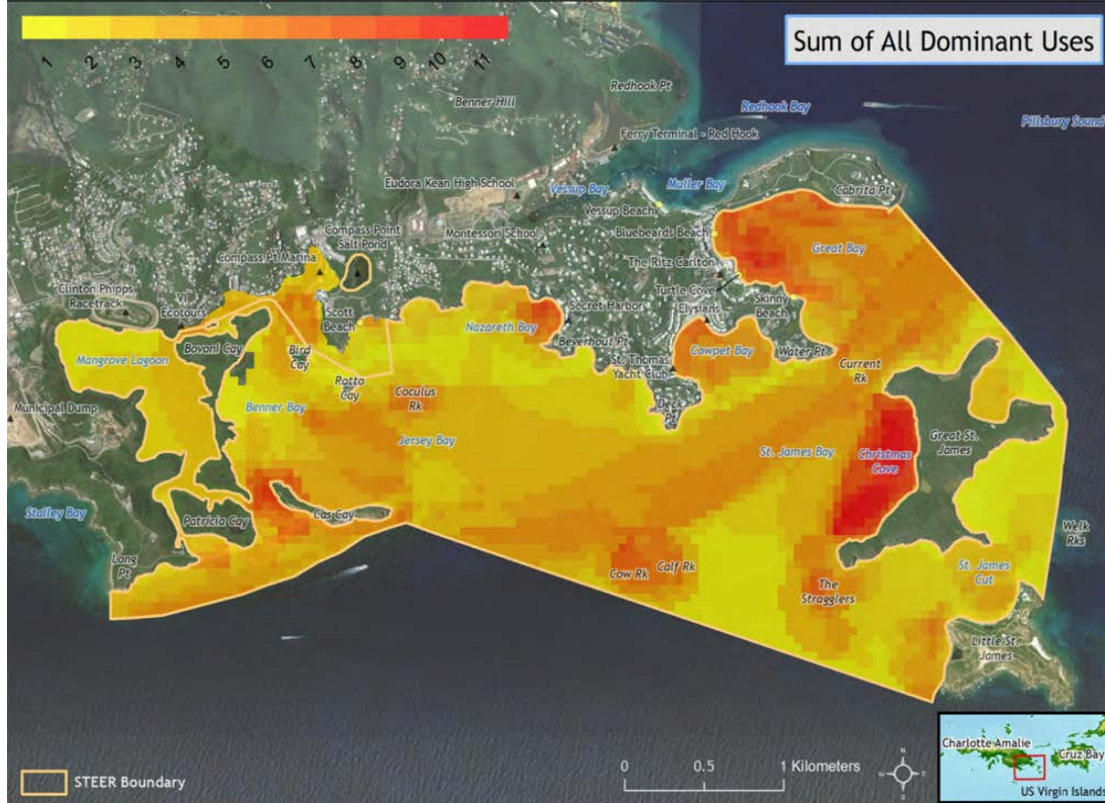 Sum of All Dominant Uses
1 2 3 4 5 6 7 8 9 10 11
Redhook Pt
Benner Hill
Redhook Bay
Pillsbury Sound
Ferry Terminal - Red Hook
Eudora Kean High School
Vessup Bay
Muller Bay
Cabrita Pt
Vessup Beach
Compass Point
Salt Pond
Montessori School
Bluebeards Beach
Great Bay
Compass Pt Marina
The Ritz Carlton
Clinton Phipps
Racetrack
VI
Ecotours
Turtle Cove
Skinny
Beach
Scott
Beach
Secret Harbor
Elysians
Nazareth Bay
Beverhout Pt
Bovoni Cay
Bird
Cay
Cowpet Bay
Water Pt
Mangrove Lagoon
St. Thomas
Yacht Club
Current
Rk
Rotto
Cay
Coculus
Rk
Benner Bay
Municipal Dump
Deck
Pt
Jersey Bay
St. James Bay
Christmas
Cove
Great St.
James
Stalley Bay
Patricia Cay
Cas Cay
Welk
Rks
Long
Pt
Cow Rk
Calf Rk
The
Stragglers
St. James
Cut
Little St.
James
Charlotte Amalie
Cruz Bay
US Virgin Islands
STEER Boundary
0 0.5 1 Kilometers
N
W E
S